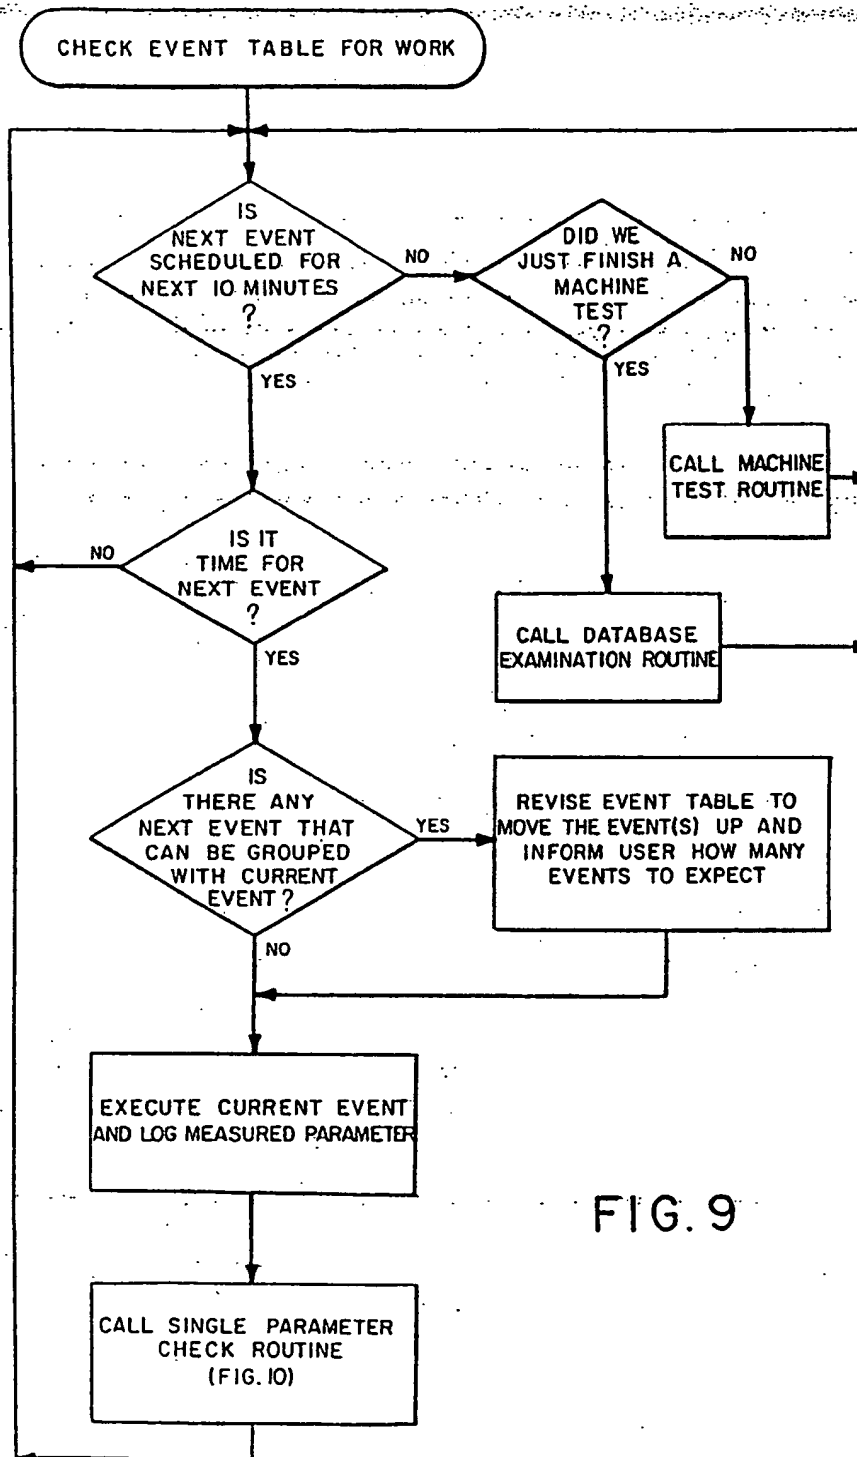 CHECK EVENT TABLE FOR WORK
IS
NEXT EVENT
SCHEDULED FOR
NEXT 10 MINUTES
?
NO
DID WE
JUST FINISH A
MACHINE
TEST
?
NO
YES
YES
CALL MACHINE
TEST ROUTINE
IS IT
TIME FOR
NEXT EVENT
?
NO
YES
CALL DATABASE
EXAMINATION ROUTINE
IS
THERE ANY
NEXT EVENT THAT
CAN BE GROUPED
WITH CURRENT
EVENT?
YES
NO
REVISE EVENT TABLE TO
MOVE THE EVENT(S) UP AND
INFORM USER HOW MANY
EVENTS TO EXPECT
EXECUTE CURRENT EVENT
AND LOG MEASURED PARAMETER
FIG. 9
CALL SINGLE PARAMETER
CHECK ROUTINE
(FIG. 10)